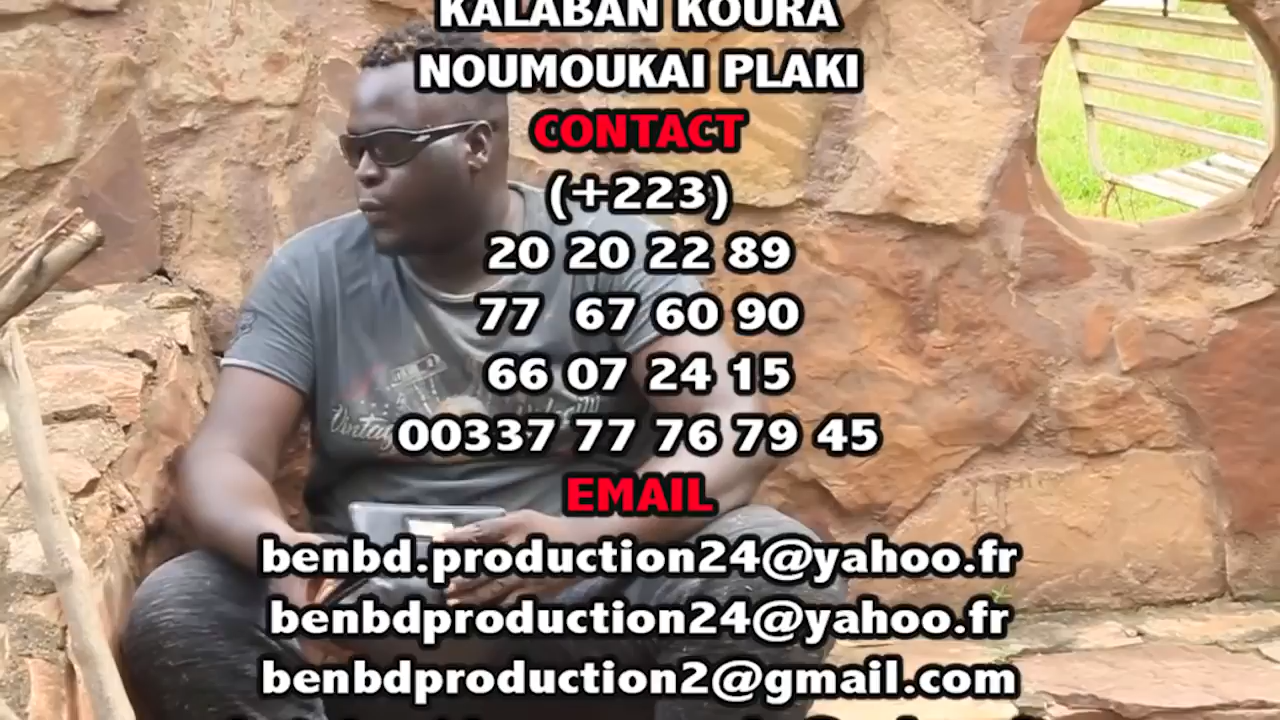 KALABAN KOURA
NOUMOUKAI PLAKI
CONTACT
(+223)
20 20 22 89
77 67 60 90
66 07 24 15
00337 77 76 79 45
EMAIL
benbd.production24@yahoo.fr
benbdproduction24@yahoo.fr
benbdproduction2@gmail.com